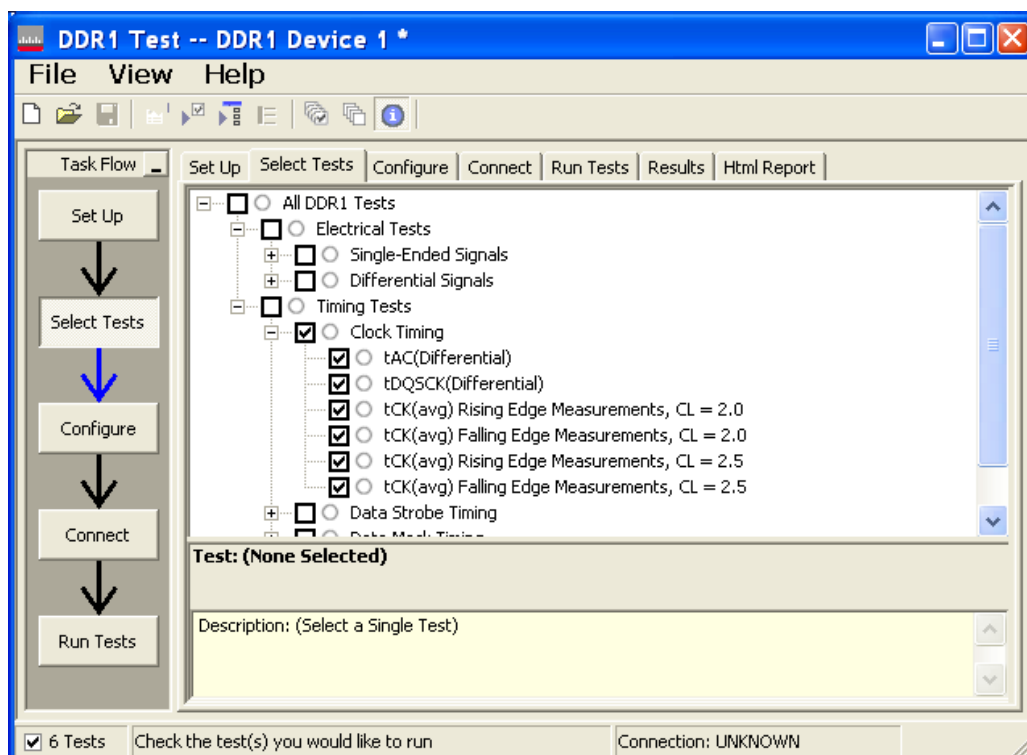 DDR1 Test -- DDR1 Device 1 *
File View Help
Task Flow
Set Up Select Tests Configure Connect Run Tests Results Html Report
Set Up
Select Tests
Configure
Connect
Run Tests
All DDR1 Tests
Electrical Tests
Single-Ended Signals
Differential Signals
Timing Tests
Clock Timing
tAC(Differential)
tDQSCK(Differential)
tCK(avg) Rising Edge Measurements, CL = 2.0
tCK(avg) Falling Edge Measurements, CL = 2.0
tCK(avg) Rising Edge Measurements, CL = 2.5
tCK(avg) Falling Edge Measurements, CL = 2.5
Data Strobe Timing
Data Mask Timing
Test: (None Selected)
Description: (Select a Single Test)
6 Tests Check the test(s) you would like to run Connection: UNKNOWN